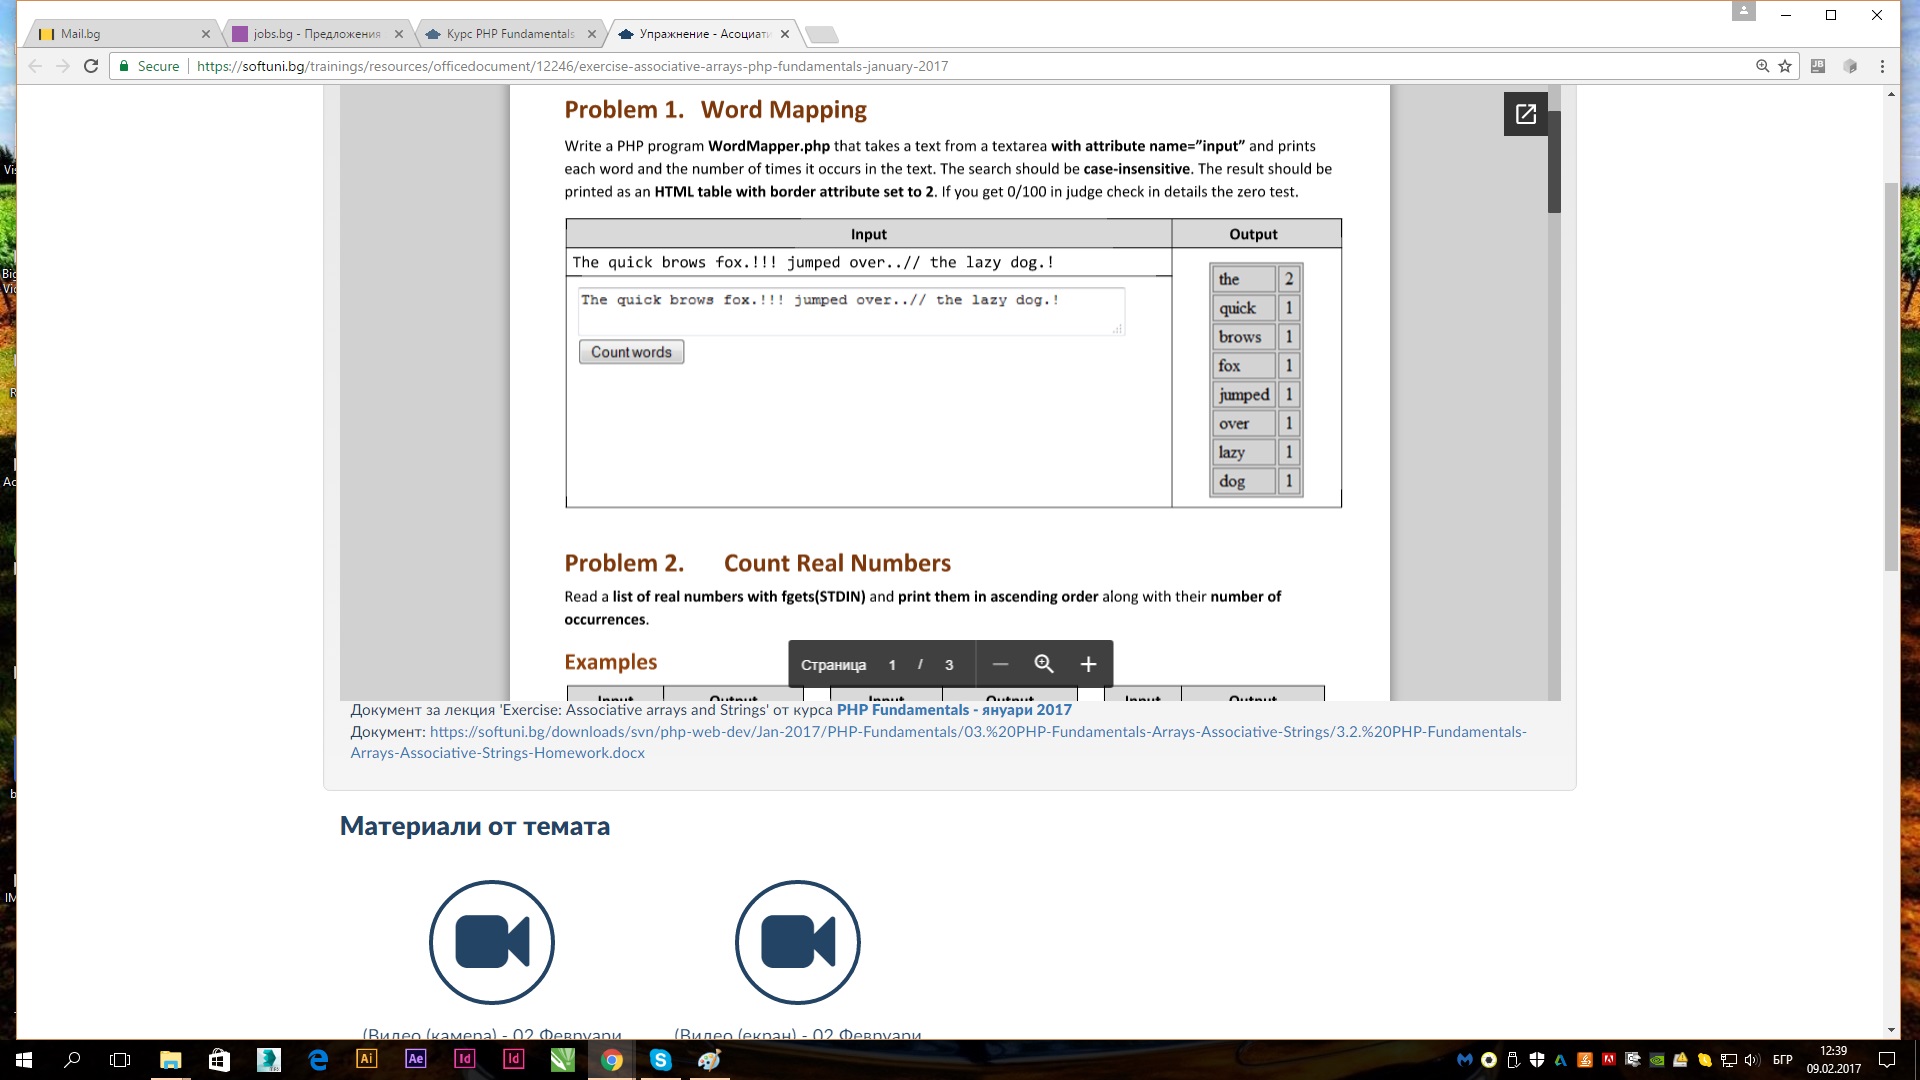 Mail.bg
jobs.bg - Предложения
Курс PHP Fundamentals
Упражнение - Асоциати
Secure
https://softuni.bg/trainings/resources/officedocument/12246/exercise-associative-arrays-php-fundamentals-january-2017
Problem 1. Word Mapping
Write a PHP program WordMapper.php that takes a text from a textarea with attribute name=”input” and prints
each word and the number of times it occurs in the text. The search should be case-insensitive. The result should be
printed as an HTML table with border attribute set to 2. If you get 0/100 in judge check in details the zero test.
Input Output
The quick brows fox.!!! jumped over..// the lazy dog.!
The quick brows fox.!!! jumped over..// the lazy dog.!
Count words
the 2
quick 1
brows 1
fox 1
jumped 1
over 1
lazy 1
dog 1
Problem 2. Count Real Numbers
Read a list of real numbers with fgets(STDIN) and print them in ascending order along with their number of
occurrences.
Examples
Страница 1 / 3
Input Output Input Output Input Output
Документ за лекция 'Exercise: Associative arrays and Strings' от курса PHP Fundamentals - януари 2017
Документ: https://softuni.bg/downloads/svn/php-web-dev/Jan-2017/PHP-Fundamentals/03.%20PHP-Fundamentals-Arrays-Associative-Strings/3.2.%20PHP-Fundamentals-
Arrays-Associative-Strings-Homework.docx
Материали от темата
(Видео (камера) - 02 Февруари
(Видео (екран) - 02 Февруари
Ai
Ae
Id
Id
БГР
12:39
09.02.2017